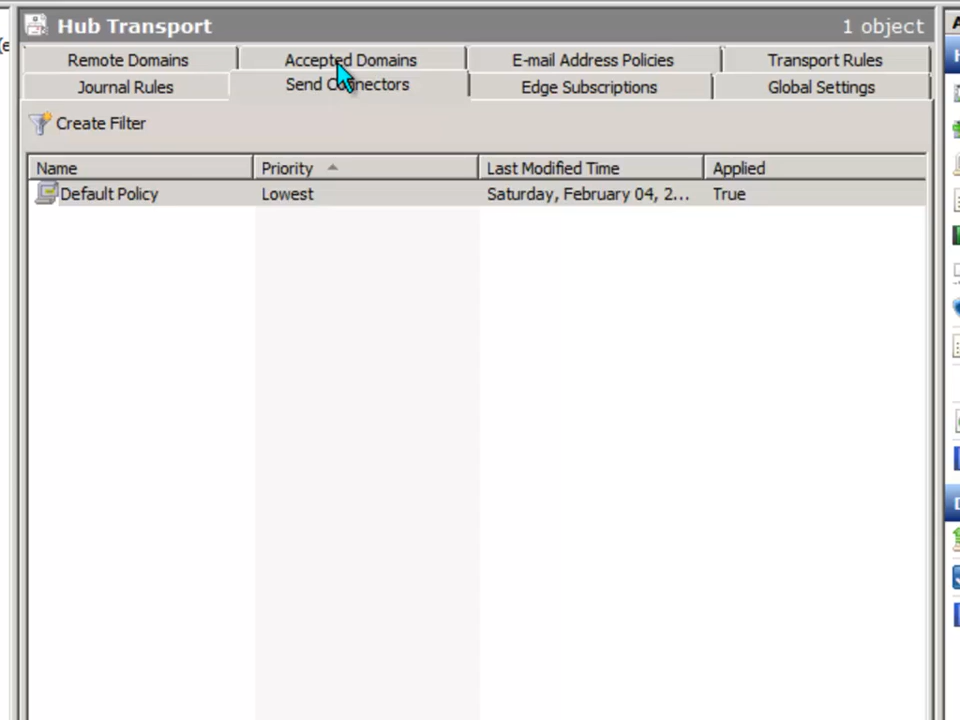 Hub Transport 1 object
Remote Domains Accepted Domains E-mail Address Policies Transport Rules
Journal Rules Send Connectors Edge Subscriptions Global Settings
Create Filter
Name Priority Last Modified Time Applied
Default Policy Lowest Saturday, February 04, 2... True